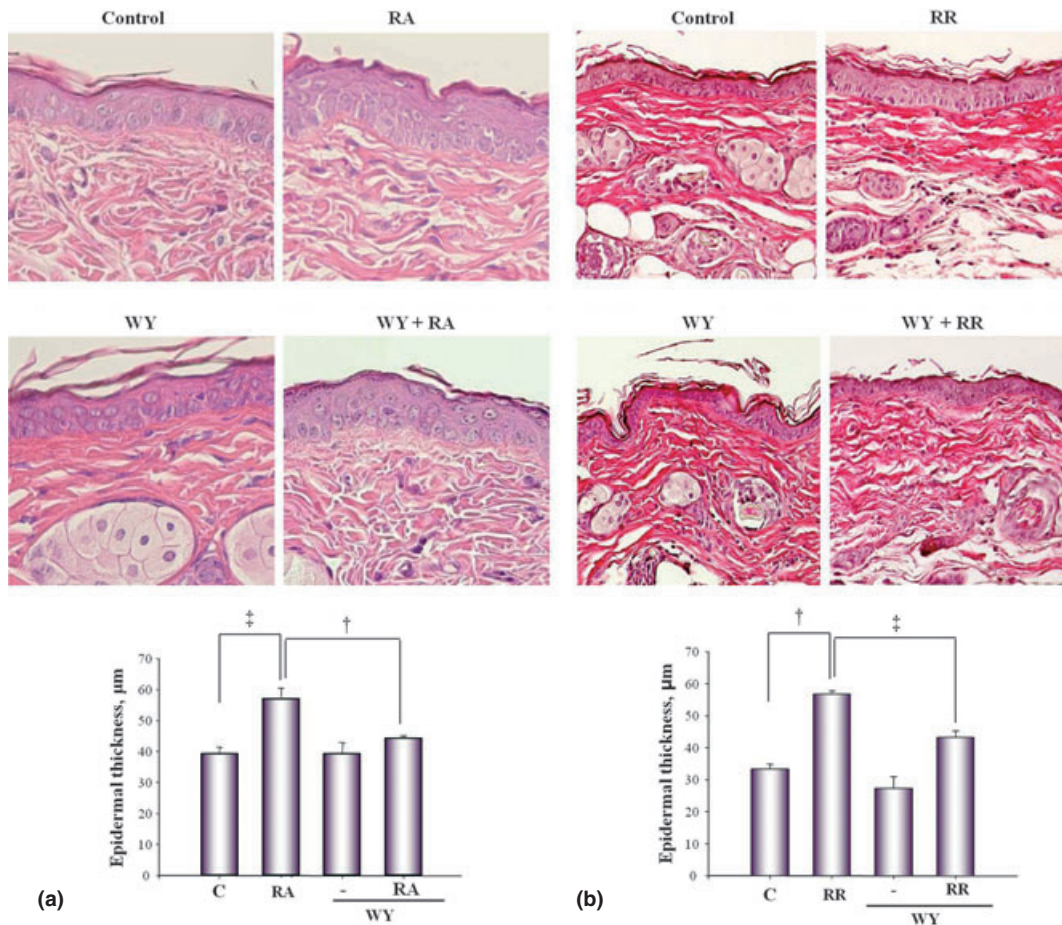 Control
RA
Control
RR
WY
WY + RA
WY
WY + RR
‡
†
Epidermal thickness, μm
70
60
50
40
30
20
10
0
C
RA
-
RA
WY
(a)
†
‡
Epidermal thickness, μm
70
60
50
40
30
20
10
0
C
RR
-
RR
WY
(b)